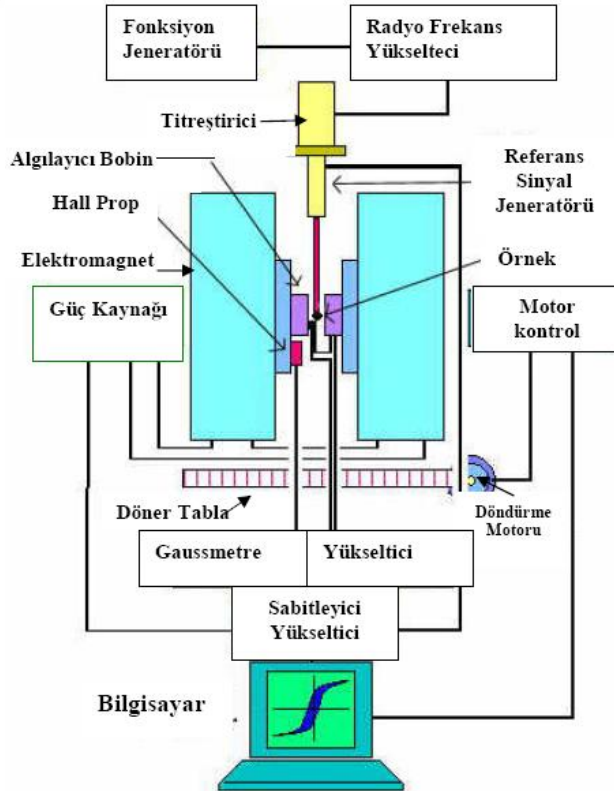 Fonksiyon
Jeneratörü
Radyo Frekans
Yükselteci
Titreştirici
Algılayıcı Bobin
Hall Prop
Elektromagnet
Referans
Sinyal
Jeneratörü
Örnek
Güç Kaynağı
Motor
kontrol
Döner Tabla
Döndürme
Motoru
Gaussmetre
Yükseltici
Sabitleyici
Yükseltici
Bilgisayar